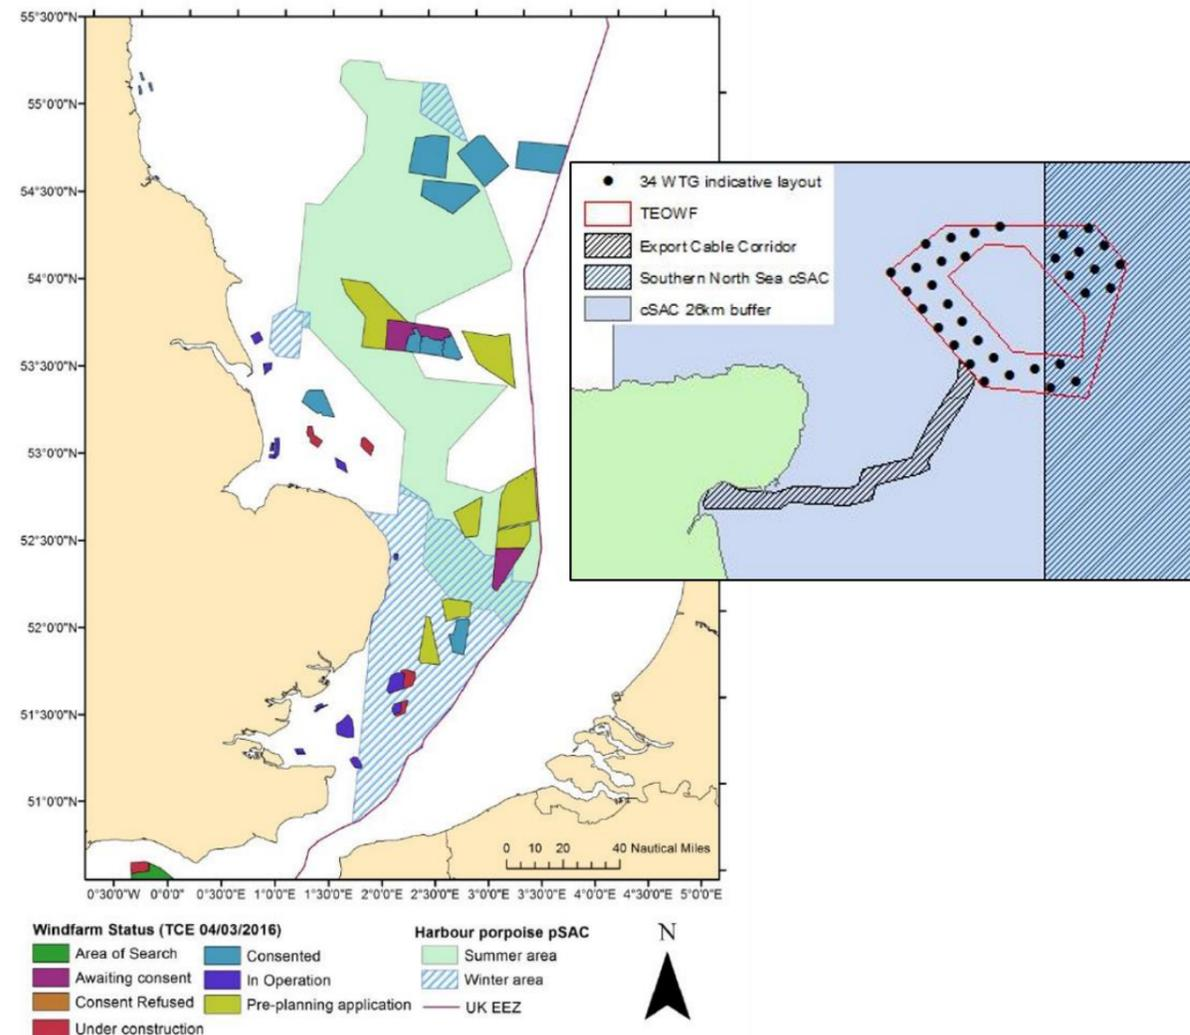 55°30'0"N
55°0'0"N
54°30'0"N
54°0'0"N
53°30'0"N
53°0'0"N
52°30'0"N
52°0'0"N
51°30'0"N
51°0'0"N
34 WTG indicative layout
TEOWF
Export Cable Corridor
Southern North Sea cSAC
cSAC 26km buffer
0 10 20 40 Nautical Miles
0°30'0"W 0°0'0" 0°30'0"E 1°0'0"E 1°30'0"E 2°0'0"E 2°30'0"E 3°0'0"E 3°30'0"E 4°0'0"E 4°30'0"E 5°0'0"E
Windfarm Status (TCE 04/03/2016)
Area of Search
Awaiting consent
Consent Refused
Under construction
Consented
In Operation
Pre-planning application
Harbour porpoise pSAC
Summer area
Winter area
UK EEZ
N